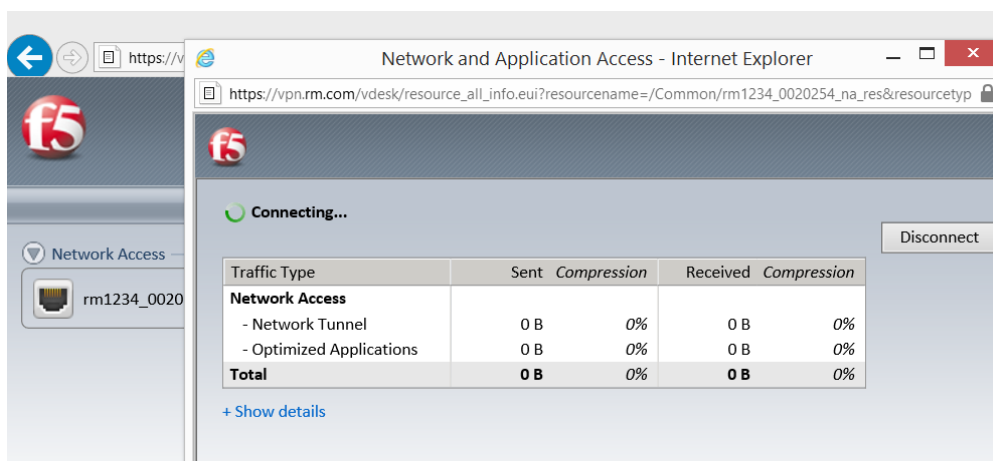 https://v
Network and Application Access - Internet Explorer
https://vpn.rm.com/vdesk/resource_all_info.eui?resourcename=/Common/rm1234_0020254_na_res&resourcetyp
f5
f5
Connecting...
Disconnect
Network Access
rm1234_0020
Traffic Type Sent Compression Received Compression
Network Access
- Network Tunnel 0 B 0% 0 B 0%
- Optimized Applications 0 B 0% 0 B 0%
Total 0 B 0% 0 B 0%
+ Show details